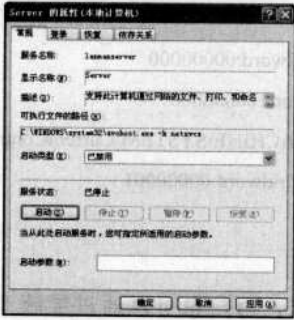 Server 的属性(本地计算机)
常规 登录 恢复 依存关系
服务名称: lanmanserver
显示名称(N): Server
描述(D): 支持此计算机通过网络的文件、打印、和命名
可执行文件的路径(H):
C:\WINDOWS\system32\svchost.exe -k netsvcs
启动类型(E): 已禁用
服务状态: 已停止
启动(S) 停止(T) 暂停(P) 恢复(R)
当从此处启动服务时,您可指定所适用的启动参数。
启动参数(M):
确定 取消 应用(A)